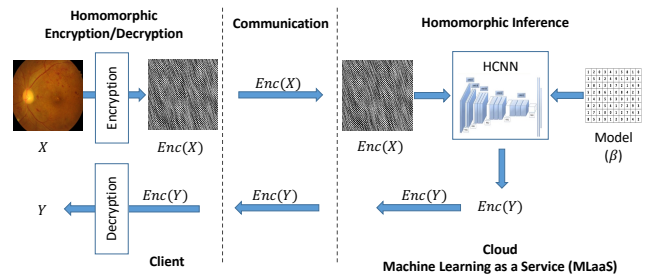 Homomorphic
Encryption/Decryption
Communication
Homomorphic Inference
Encryption
Enc(X)
HCNN
X
Enc(X)
Enc(X)
Model
(β)
Decryption
Y
Enc(Y)
Enc(Y)
Enc(Y)
Enc(Y)
Client
Cloud
Machine Learning as a Service (MLaaS)